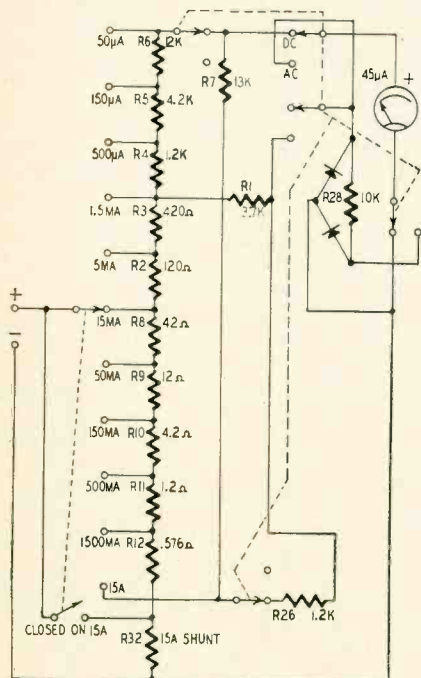 50µA
R6
12K
DC
AC
45µA
+
R7
13K
150µA
R5
4.2K
500µA
R4
1.2K
1.5MA
R3
420Ω
R1
3.7K
R28
10K
5MA
R2
120Ω
+
-
15MA
R8
42Ω
50MA
R9
12Ω
150MA
R10
4.2Ω
500MA
R11
1.2Ω
1500MA
R12
.576Ω
15A
CLOSED ON 15A
R32
15A SHUNT
R26
1.2K